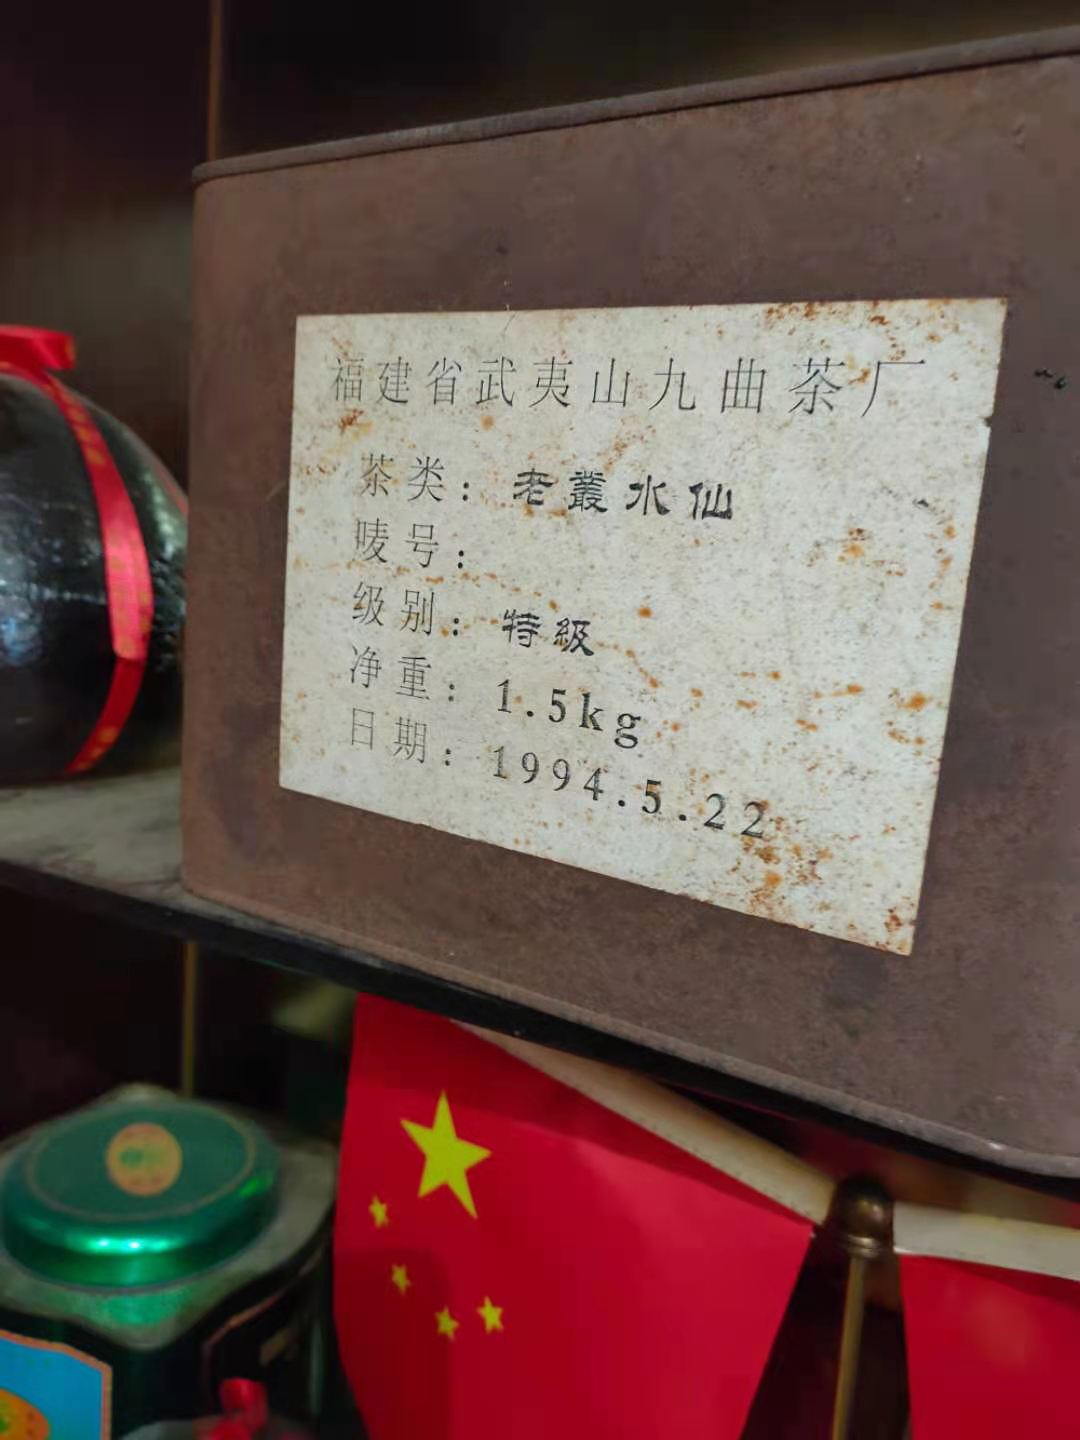 福建省武夷山九曲茶厂
茶类：老叢水仙
唛号：
级别：特級
净重：1.5kg
日期：1994.5.22